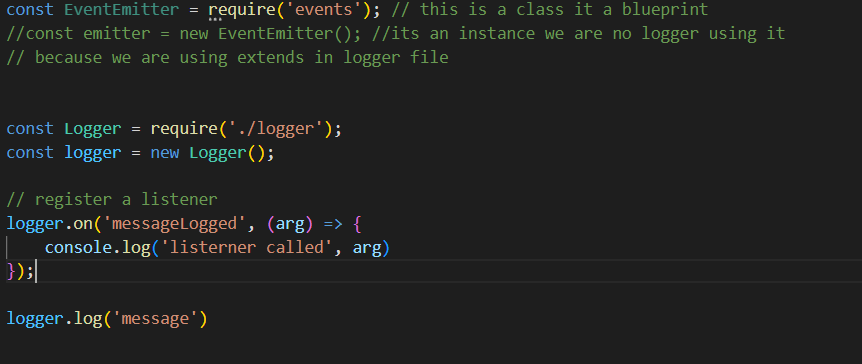 const EventEmitter = require('events'); // this is a class it a blueprint
//const emitter = new EventEmitter(); //its an instance we are no logger using it
// because we are using extends in logger file
const Logger = require('./logger');
const logger = new Logger();
// register a listener
logger.on('messageLogged', (arg) => {
    console.log('listerner called', arg)
});
logger.log('message')